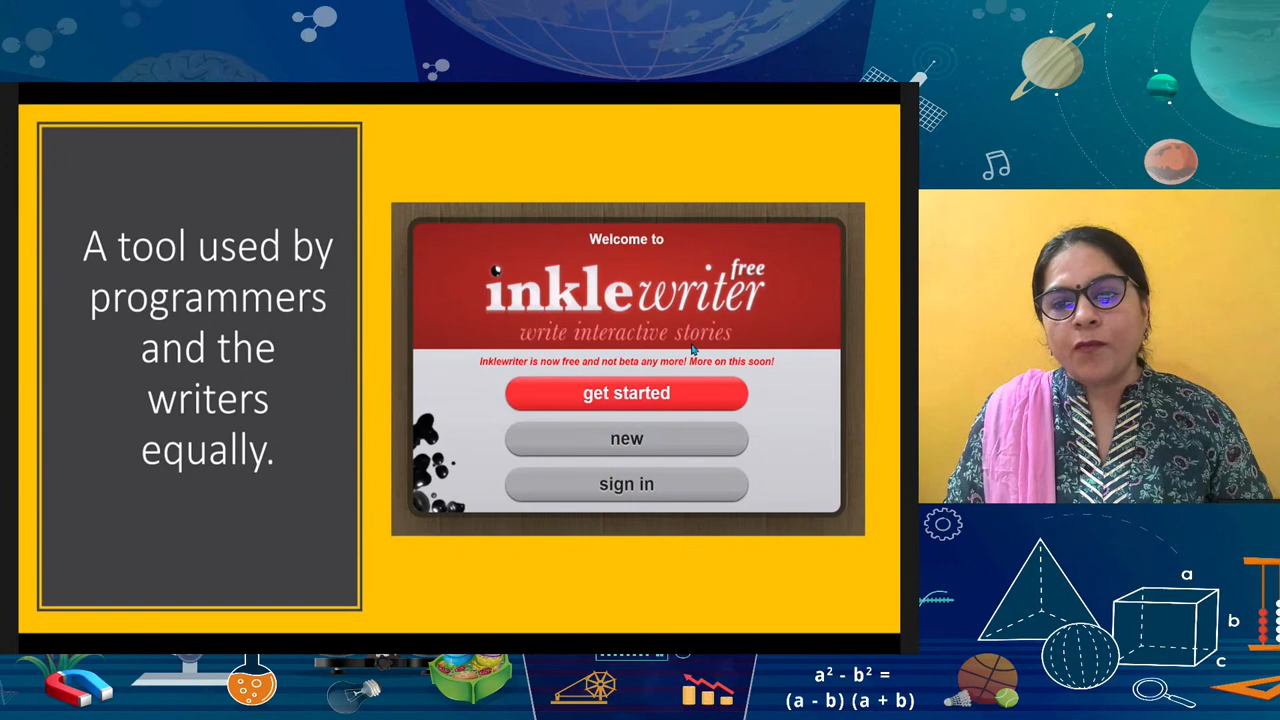 A tool used by
programmers
and the
writers
equally.
Welcome to
inklewriter free
write interactive stories
Inklewriter is now free and not beta any more! More on this soon!
get started
new
sign in
a
b
c
a² - b² =
(a - b) (a + b)